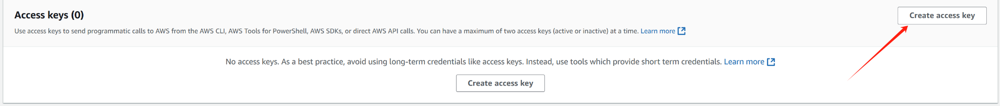 Access keys (0)
Create access key
Use access keys to send programmatic calls to AWS from the AWS CLI, AWS Tools for PowerShell, AWS SDKs, or direct AWS API calls. You can have a maximum of two access keys (active or inactive) at a time. Learn more
No access keys. As a best practice, avoid using long-term credentials like access keys. Instead, use tools which provide short term credentials. Learn more
Create access key